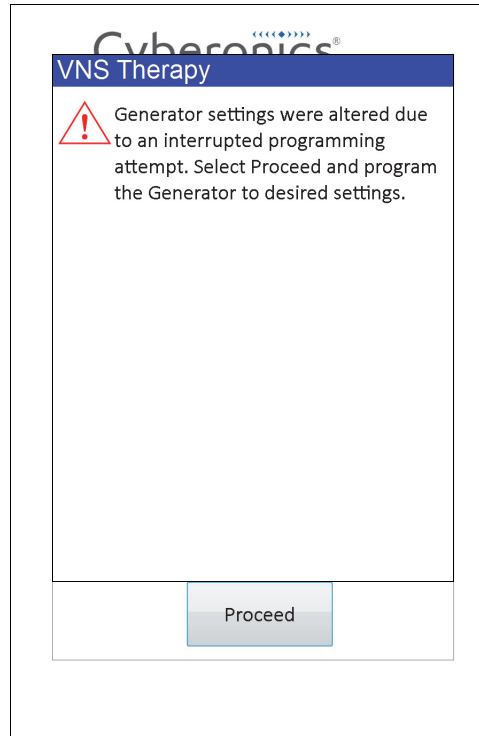 Cyberonics®
VNS Therapy
Generator settings were altered due
to an interrupted programming
attempt. Select Proceed and program
the Generator to desired settings.
Proceed